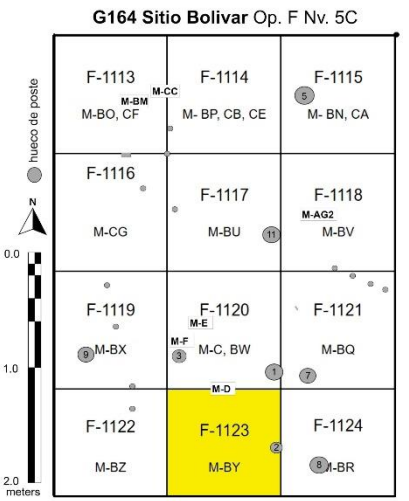 G164 Sitio Bolivar Op. F Nv. 5C
hueco de poste
N
0.0
1.0
2.0
meters
F-1113
M-BM
M-CC
M-BO, CF
F-1114
M- BP, CB, CE
F-1115
5
M- BN, CA
F-1116
M-CG
F-1117
M-BU
11
F-1118
M-AG2
M-BV
F-1119
9
M-BX
F-1120
M-E
M-F
3
M-C, BW
1
F-1121
M-BQ
7
F-1122
M-BZ
M-D
F-1123
2
M-BY
F-1124
8
M-BR